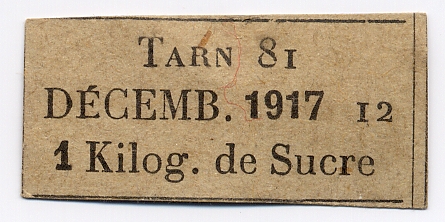 TARN 81
DÉCEMB. 1917 12
1 Kilog. de Sucre